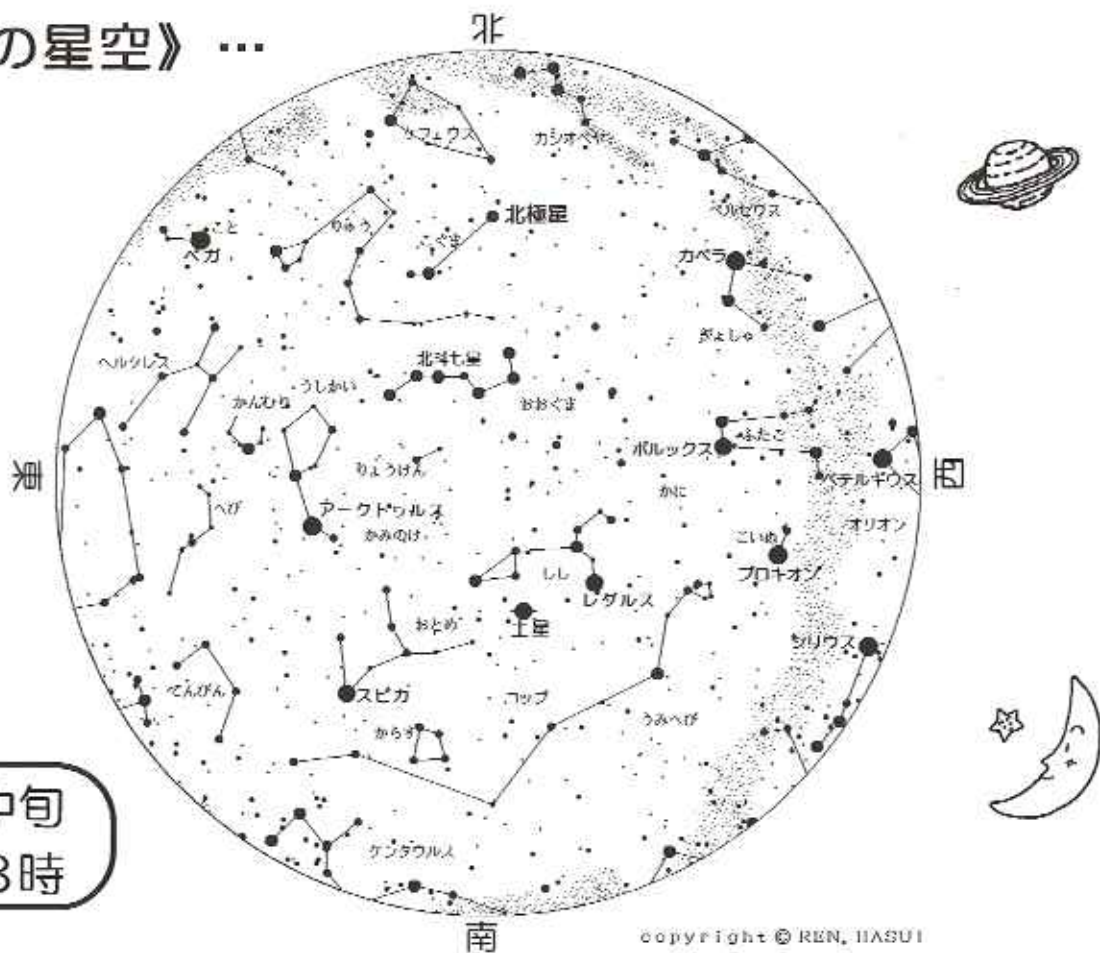 の星空》…
北
ケフェウス
カシオペヤ
北極星
ペルセウス
りゅう
こぐま
こと
ベガ
カペラ
ぎょしゃ
ヘルクレス
北斗七星
うしかい
かんむり
おおぐま
ふたご
ポルックス
りょうけん
東
西
ベテルギウス
かに
へび
アークトゥルス
かみのけ
オリオン
こいぬ
プロキオン
しし
レグルス
土星
おとめ
シリウス
てんびん
スピカ
コップ
うみへび
からす
中旬
8時
ケンタウルス
南
copyright © REN. HASUI